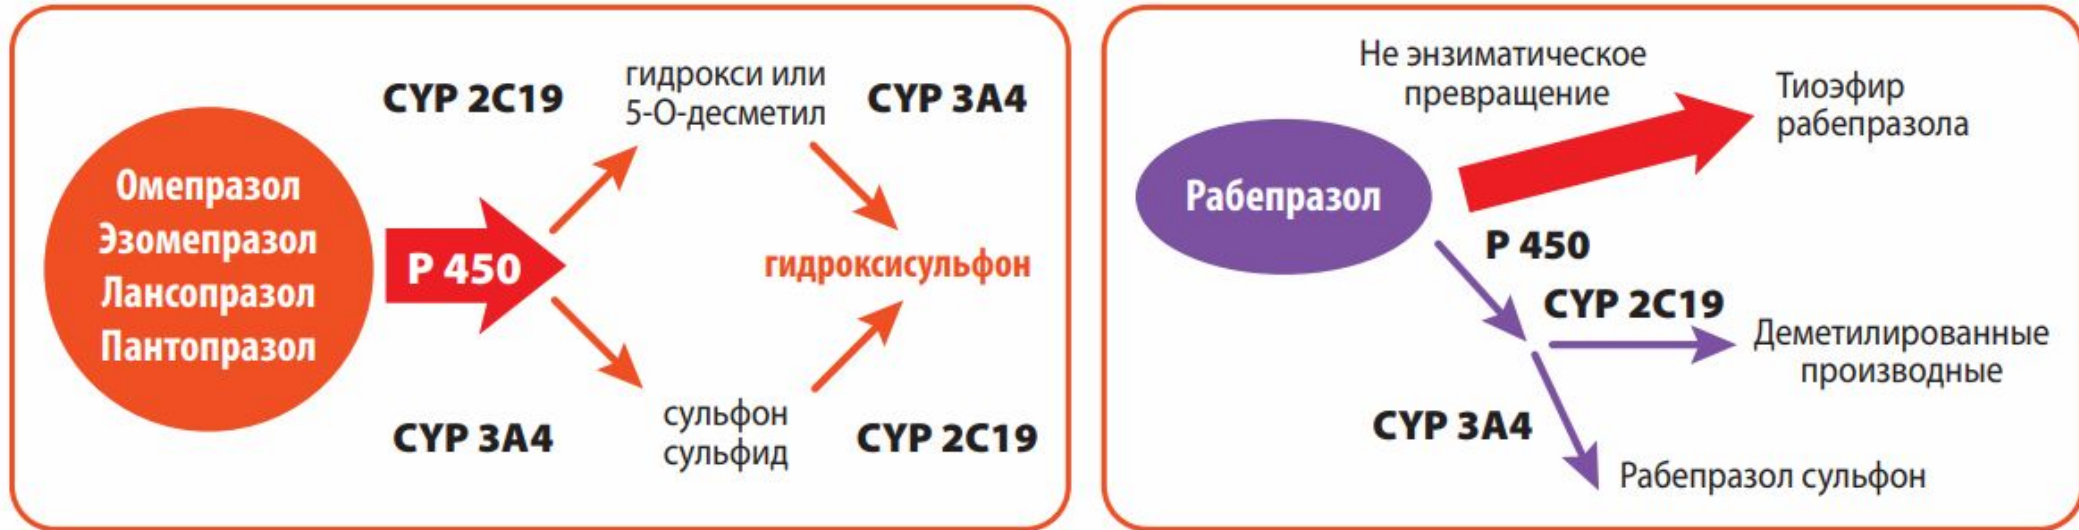 Омепразол
Эзомепразол
Лансопразол
Пантопразол
P 450
CYP 2C19
гидрокси или
5-О-десметил
CYP 3A4
гидроксисульфон
CYP 3A4
сульфон
сульфид
CYP 2C19
Рабепразол
Не энзиматическое
превращение
Тиоэфир
рабепразола
P 450
CYP 2C19
Деметилированные
производные
CYP 3A4
Рабепразол сульфон